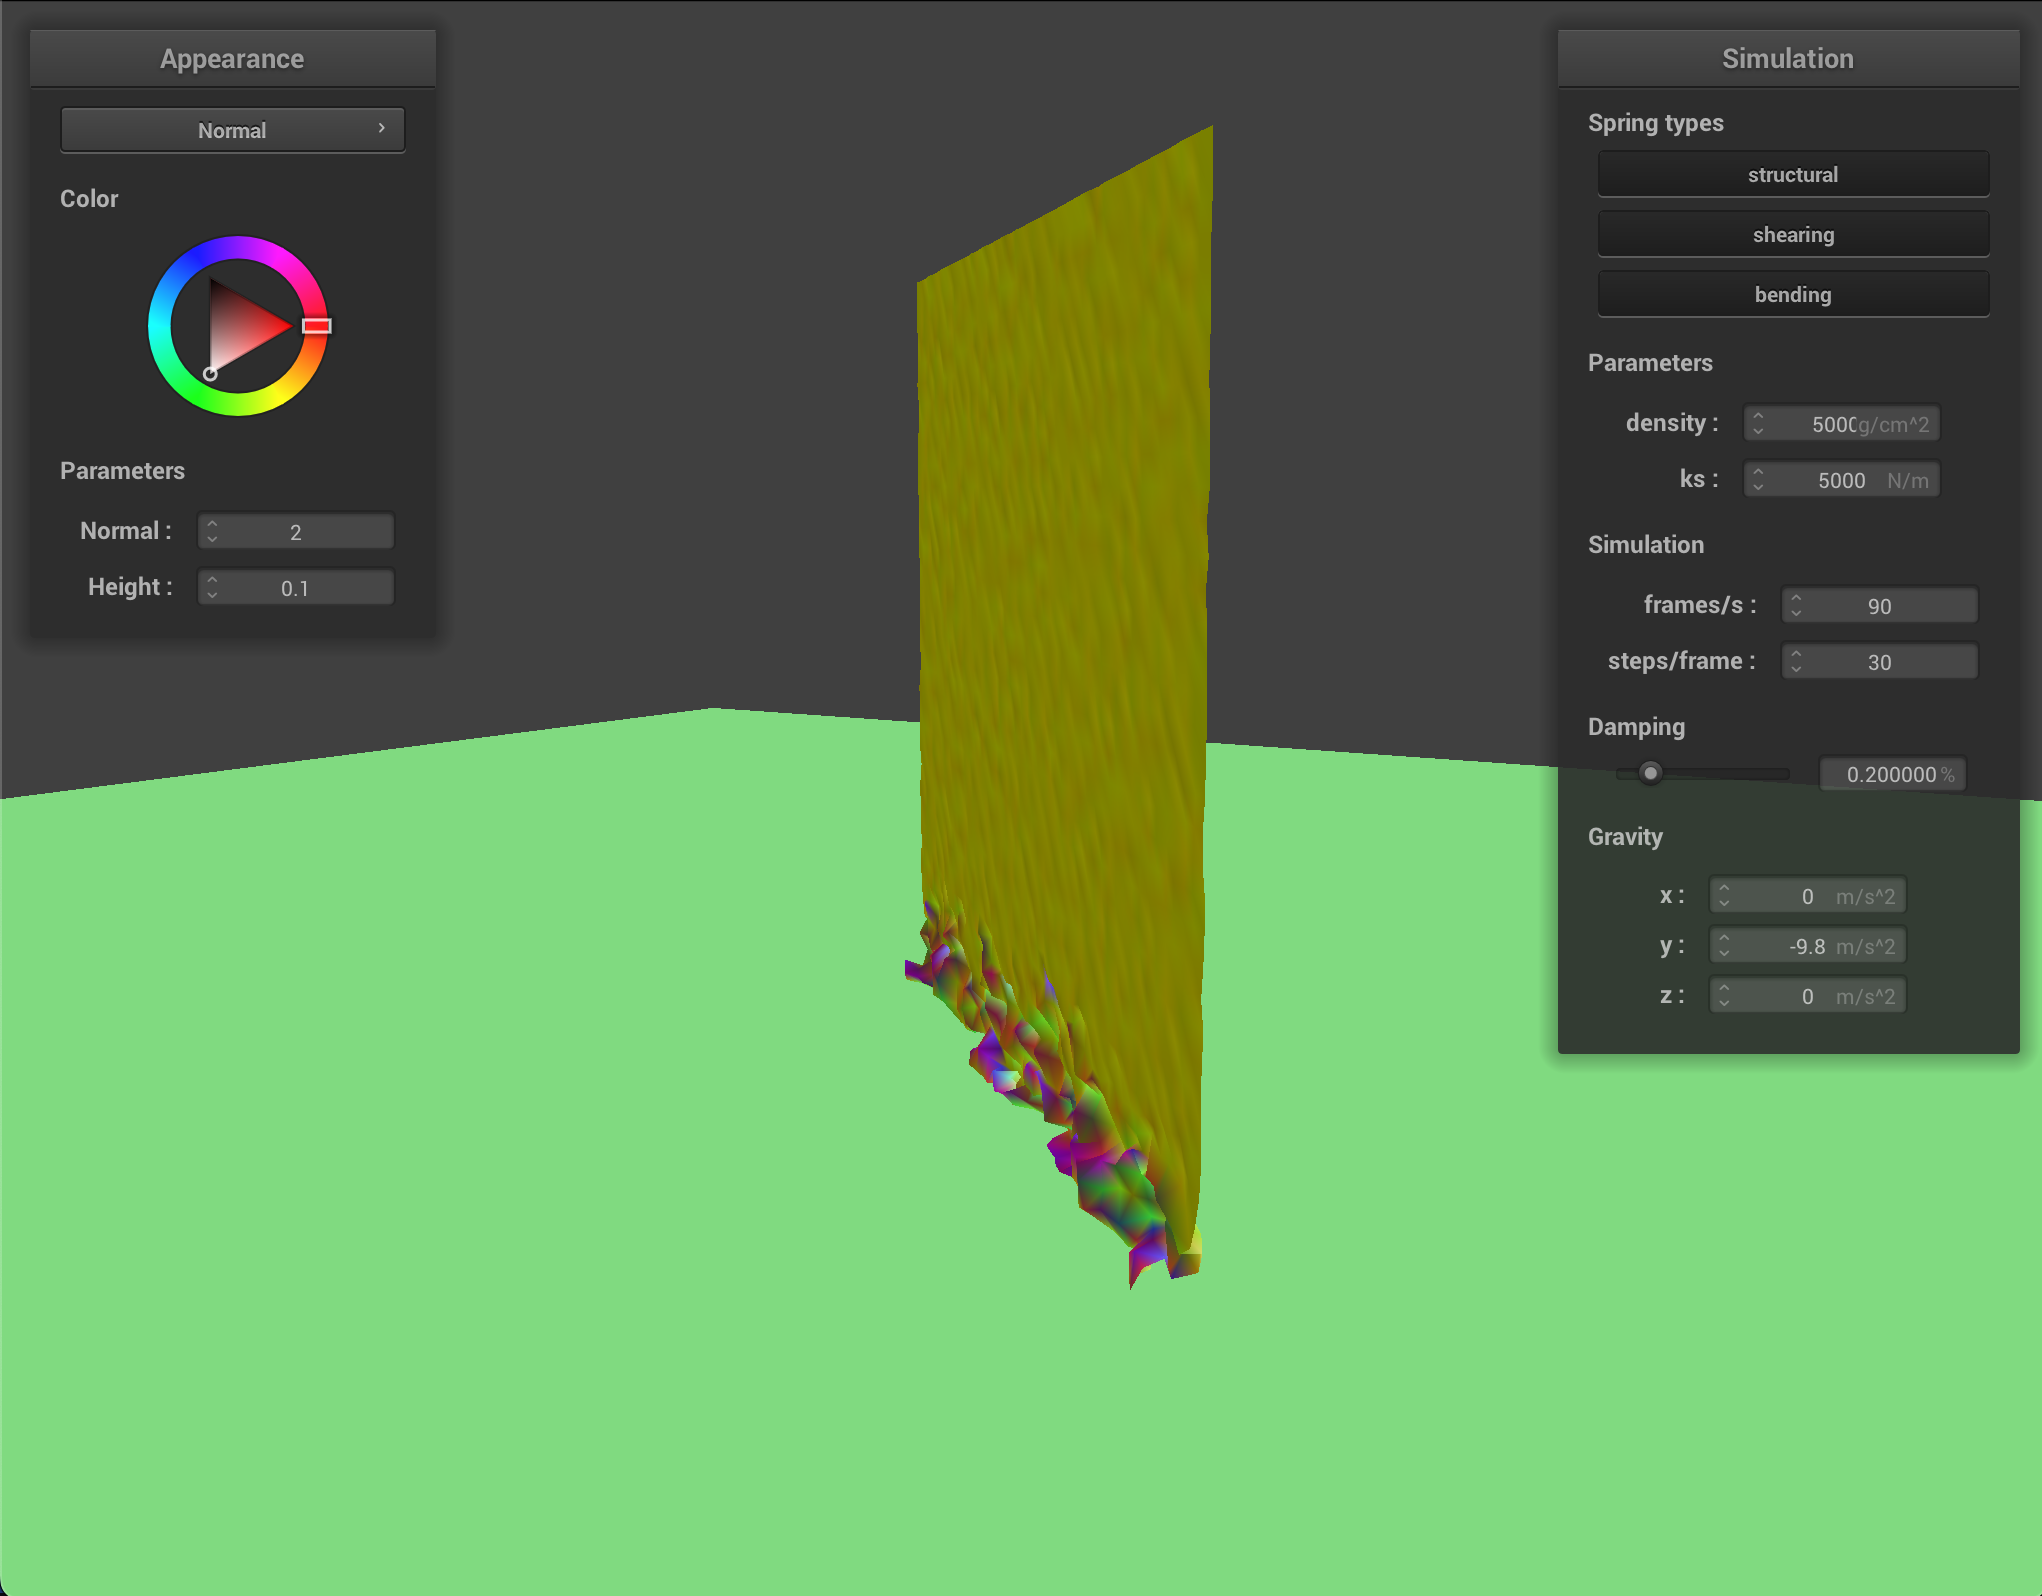 Appearance
Normal
Color
Parameters
Normal : 2
Height : 0.1
Simulation
Spring types
structural
shearing
bending
Parameters
density : 5000 g/cm^2
ks : 5000 N/m
Simulation
frames/s : 90
steps/frame : 30
Damping
0.200000 %
Gravity
x : 0 m/s^2
y : -9.8 m/s^2
z : 0 m/s^2